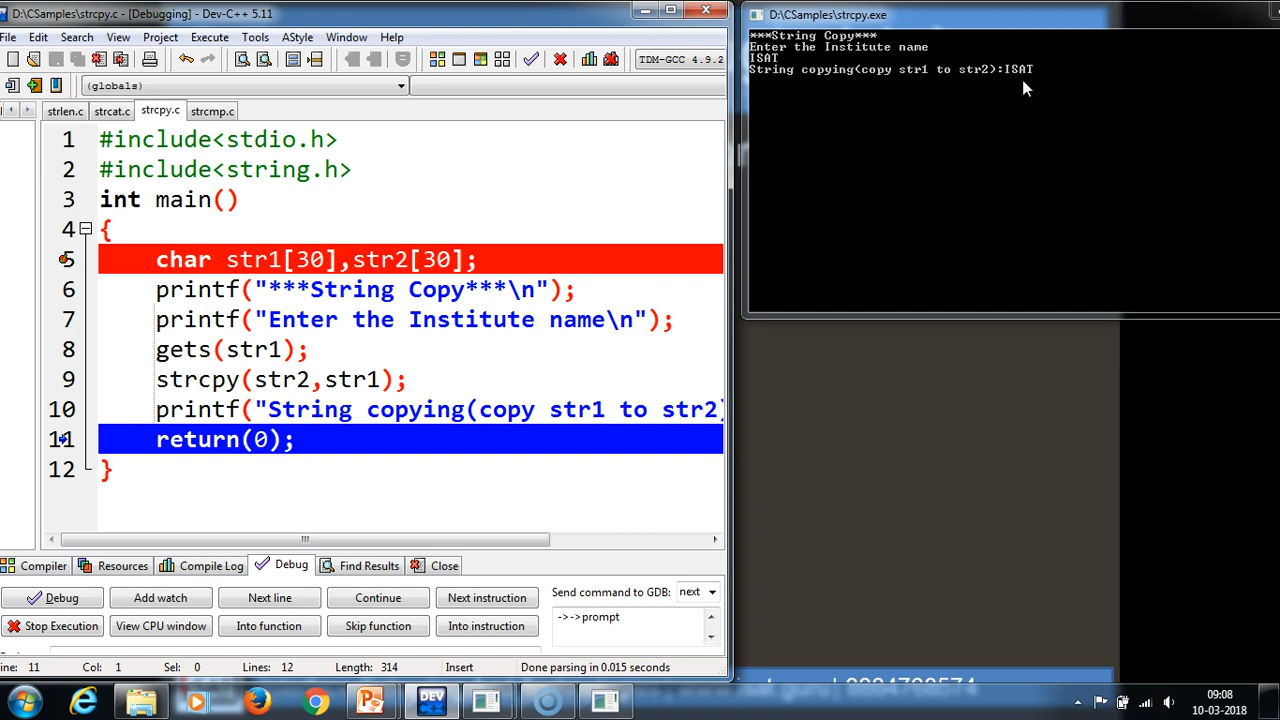 strcpy.c - [Debugging] - Dev-C++ 5.11
File Edit Search View Project Execute Tools AStyle Window Help
TDM-GCC 4.9.2
(globals)
strlen.c strcat.c strcpy.c strcmp.c
1 #include<stdio.h>
2 #include<string.h>
3 int main()
4 {
5 char str1[30],str2[30];
6 printf("***String Copy***\n");
7 printf("Enter the Institute name\n");
8 gets(str1);
9 strcpy(str2,str1);
10 printf("String copying(copy str1 to str2)
11 return(0);
12 }
Compiler Resources Compile Log Debug Find Results Close
Debug Add watch Next line Continue Next instruction
Stop Execution View CPU window Into function Skip function Into instruction
Send command to GDB: next
->->prompt
ine: 11 Col: 1 Sel: 0 Lines: 12 Length: 314 Insert Done parsing in 0.015 seconds
D:\CSamples\strcpy.exe
***String Copy***
Enter the Institute name
ISAT
String copying(copy str1 to str2):ISAT
DEV
09:08
10-03-2018